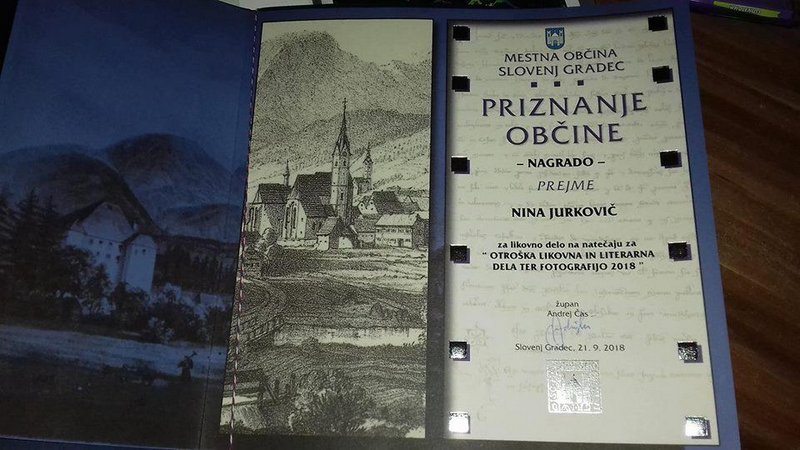 MESTNA OBČINA
SLOVENJ GRADEC
PRIZNANJE
OBČINE
– NAGRADO –
PREJME
NINA JURKOVIČ
za likovno delo na natečaju za
“ OTROŠKA LIKOVNA IN LITERARNA
DELA TER FOTOGRAFIJO 2018 ”
župan
Andrej Čas
Slovenj Gradec, 21. 9. 2018